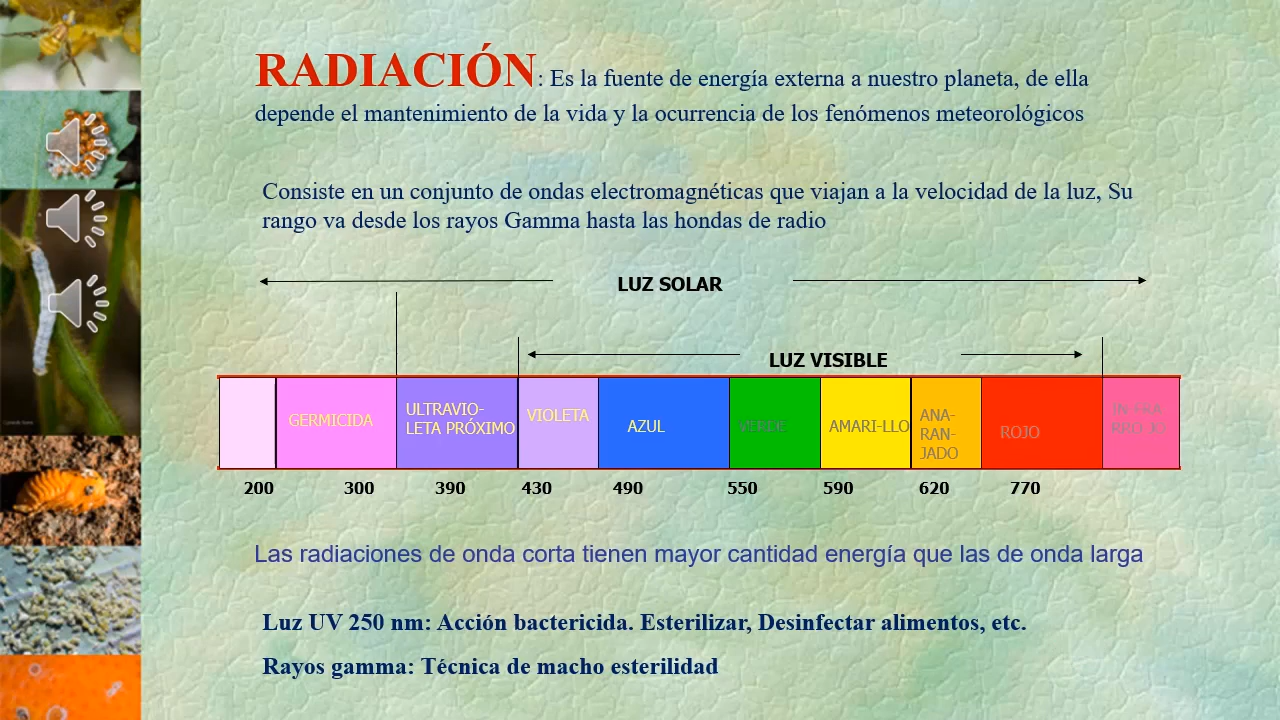 RADIACIÓN: Es la fuente de energía externa a nuestro planeta, de ella
depende el mantenimiento de la vida y la ocurrencia de los fenómenos meteorológicos
Consiste en un conjunto de ondas electromagnéticas que viajan a la velocidad de la luz, Su
rango va desde los rayos Gamma hasta las hondas de radio
LUZ SOLAR
LUZ VISIBLE
GERMICIDA
ULTRAVIO-
LETA PRÓXIMO
VIOLETA
AZUL
VERDE
AMARI-LLO
ANA-
RAN-
JADO
ROJO
INFRA
RRO JO
200 300 390 430 490 550 590 620 770
Las radiaciones de onda corta tienen mayor cantidad energía que las de onda larga
Luz UV 250 nm: Acción bactericida. Esterilizar, Desinfectar alimentos, etc.
Rayos gamma: Técnica de macho esterilidad